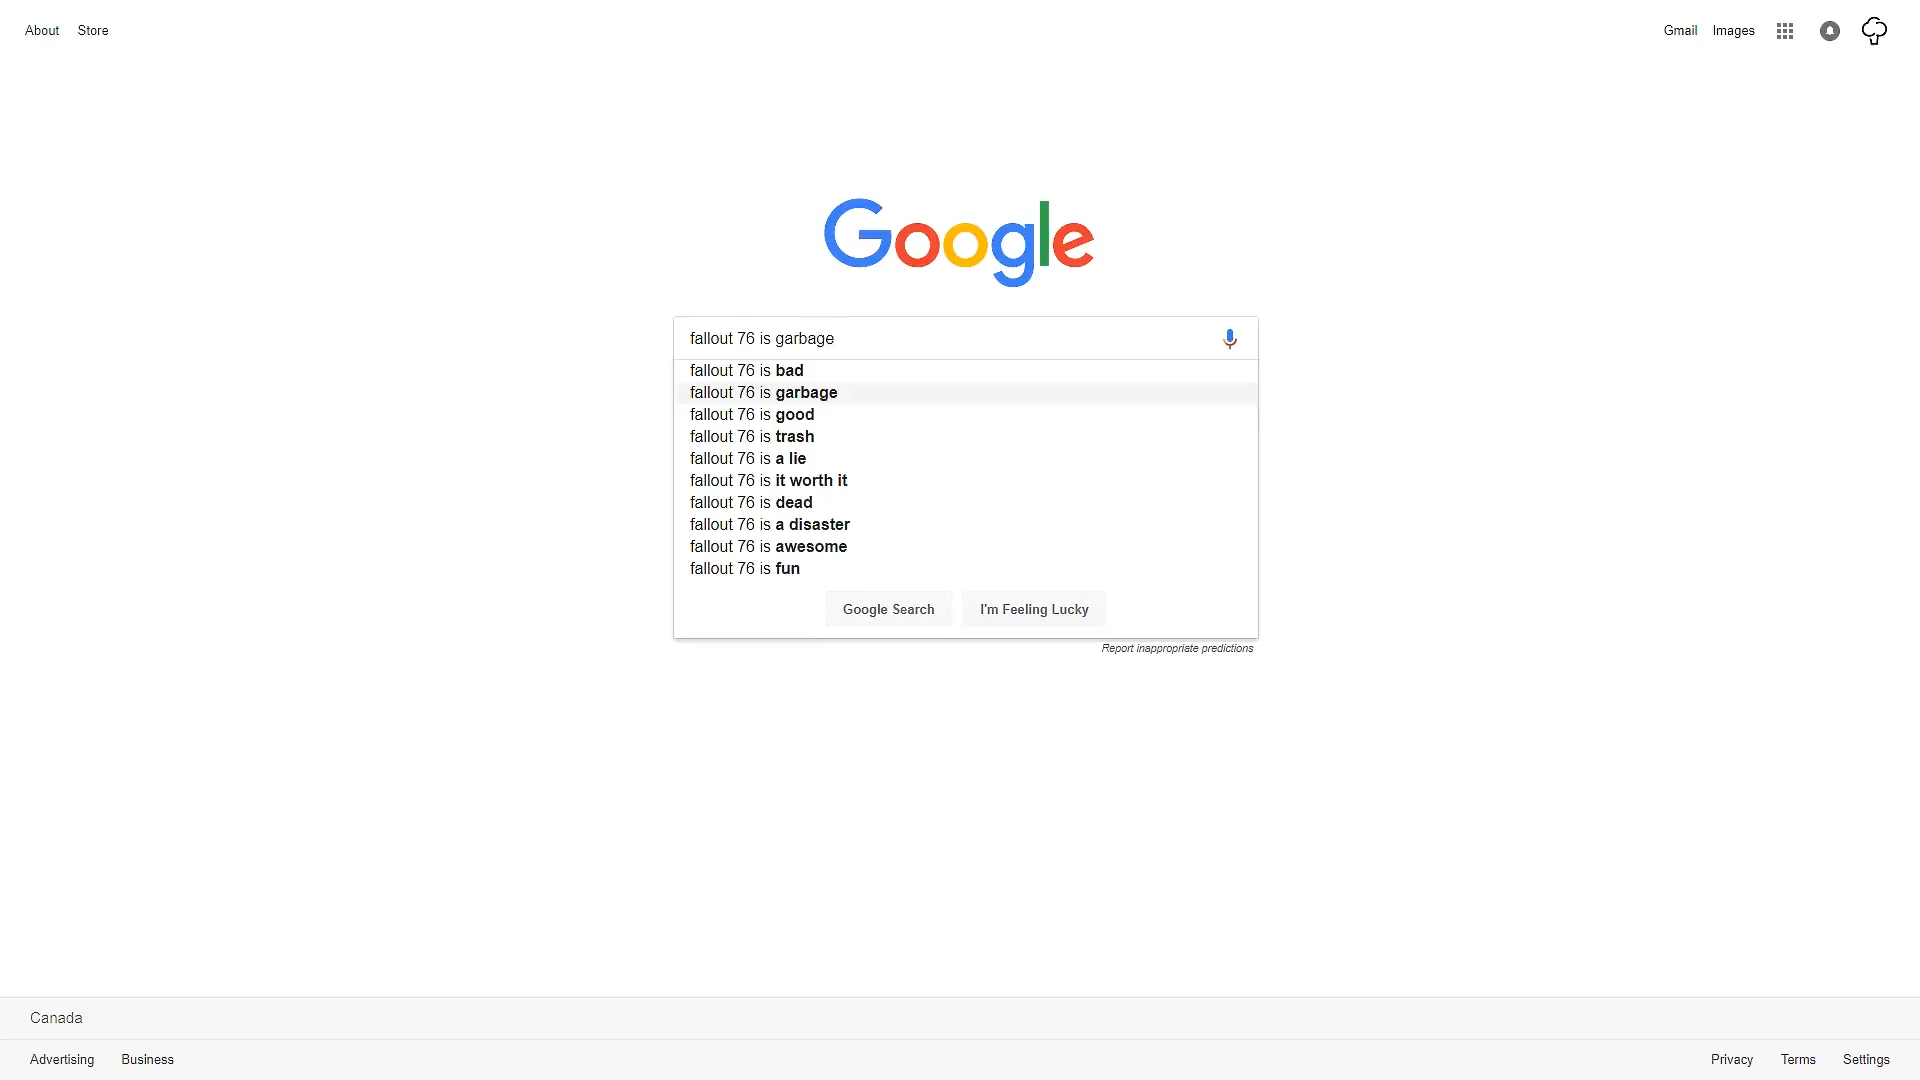 About Store
Gmail Images
Google
fallout 76 is garbage
fallout 76 is bad
fallout 76 is garbage
fallout 76 is good
fallout 76 is trash
fallout 76 is a lie
fallout 76 is it worth it
fallout 76 is dead
fallout 76 is a disaster
fallout 76 is awesome
fallout 76 is fun
Google Search I'm Feeling Lucky
Report inappropriate predictions
Canada
Advertising Business
Privacy Terms Settings